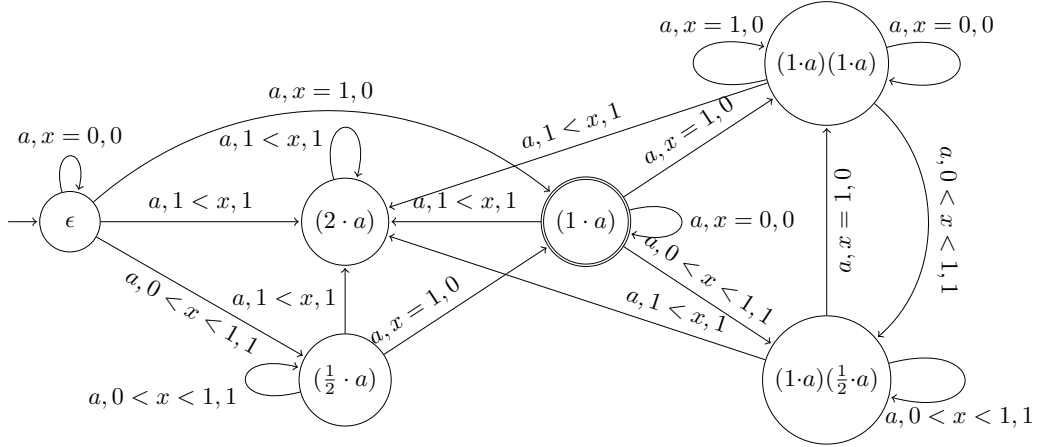 a, x = 1, 0
a, x = 0, 0
(1·a)(1·a)
a, x = 1, 0
a, 1 < x, 1
a, x = 0, 0
a, 1 < x, 1
a, x = 1, 0
a, 1 < x, 1
a, 1 < x, 1
ϵ
(2 · a)
(1 · a)
a, x = 0, 0
a, 0 < x < 1, 1
a, 0 < x < 1, 1
a, x = 1, 0
a, 0 < x < 1, 1
a, 1 < x, 1
a, x = 1, 0
a, 1 < x, 1
(½ · a)
(1·a)(½·a)
a, 0 < x < 1, 1
a, 0 < x < 1, 1